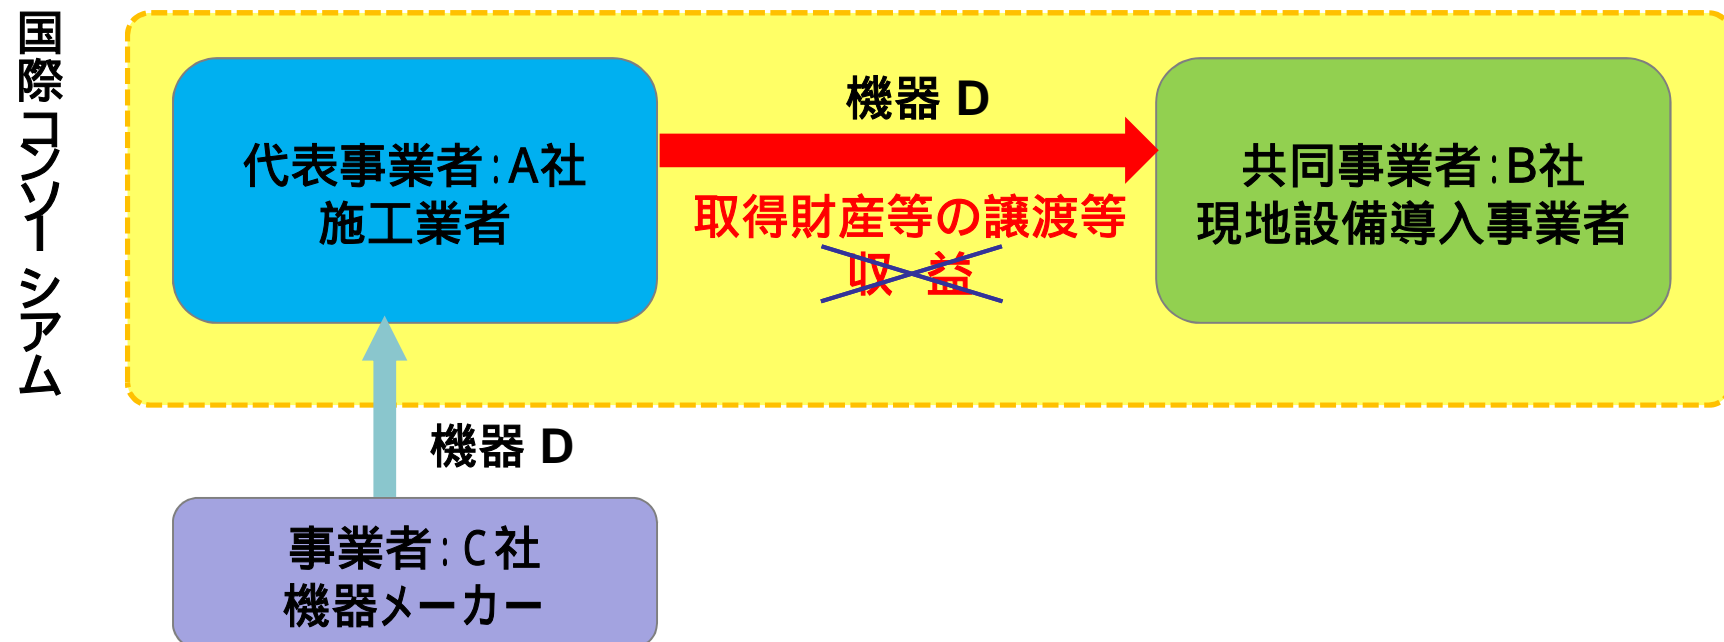 国際コンソーシアム
代表事業者：A社
施工業者
機器 D
取得財産等の譲渡等
収 益
共同事業者：B社
現地設備導入事業者
機器 D
事業者：C社
機器メーカー